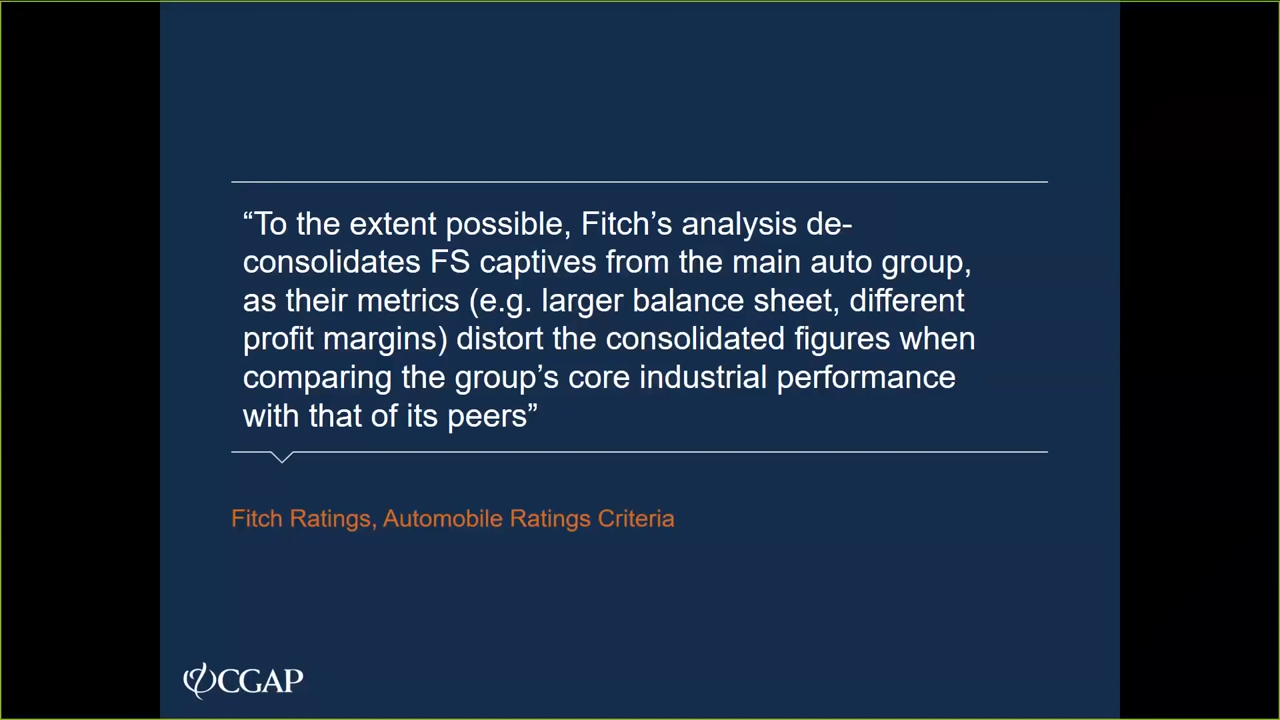 “To the extent possible, Fitch’s analysis de-
consolidates FS captives from the main auto group,
as their metrics (e.g. larger balance sheet, different
profit margins) distort the consolidated figures when
comparing the group’s core industrial performance
with that of its peers”
Fitch Ratings, Automobile Ratings Criteria
CGAP